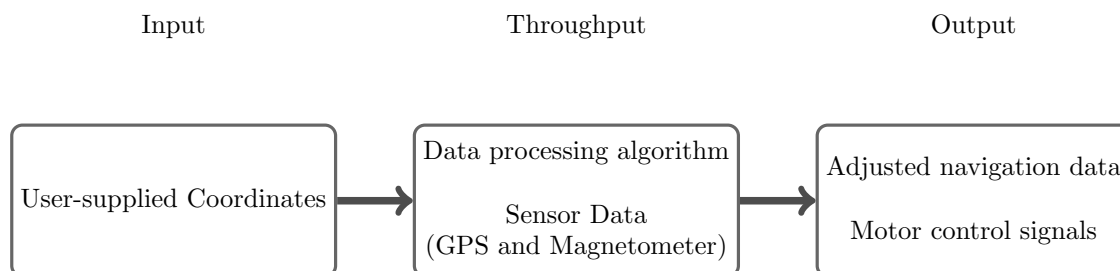 Input
Throughput
Output
User-supplied Coordinates
Data processing algorithm
Sensor Data
(GPS and Magnetometer)
Adjusted navigation data
Motor control signals